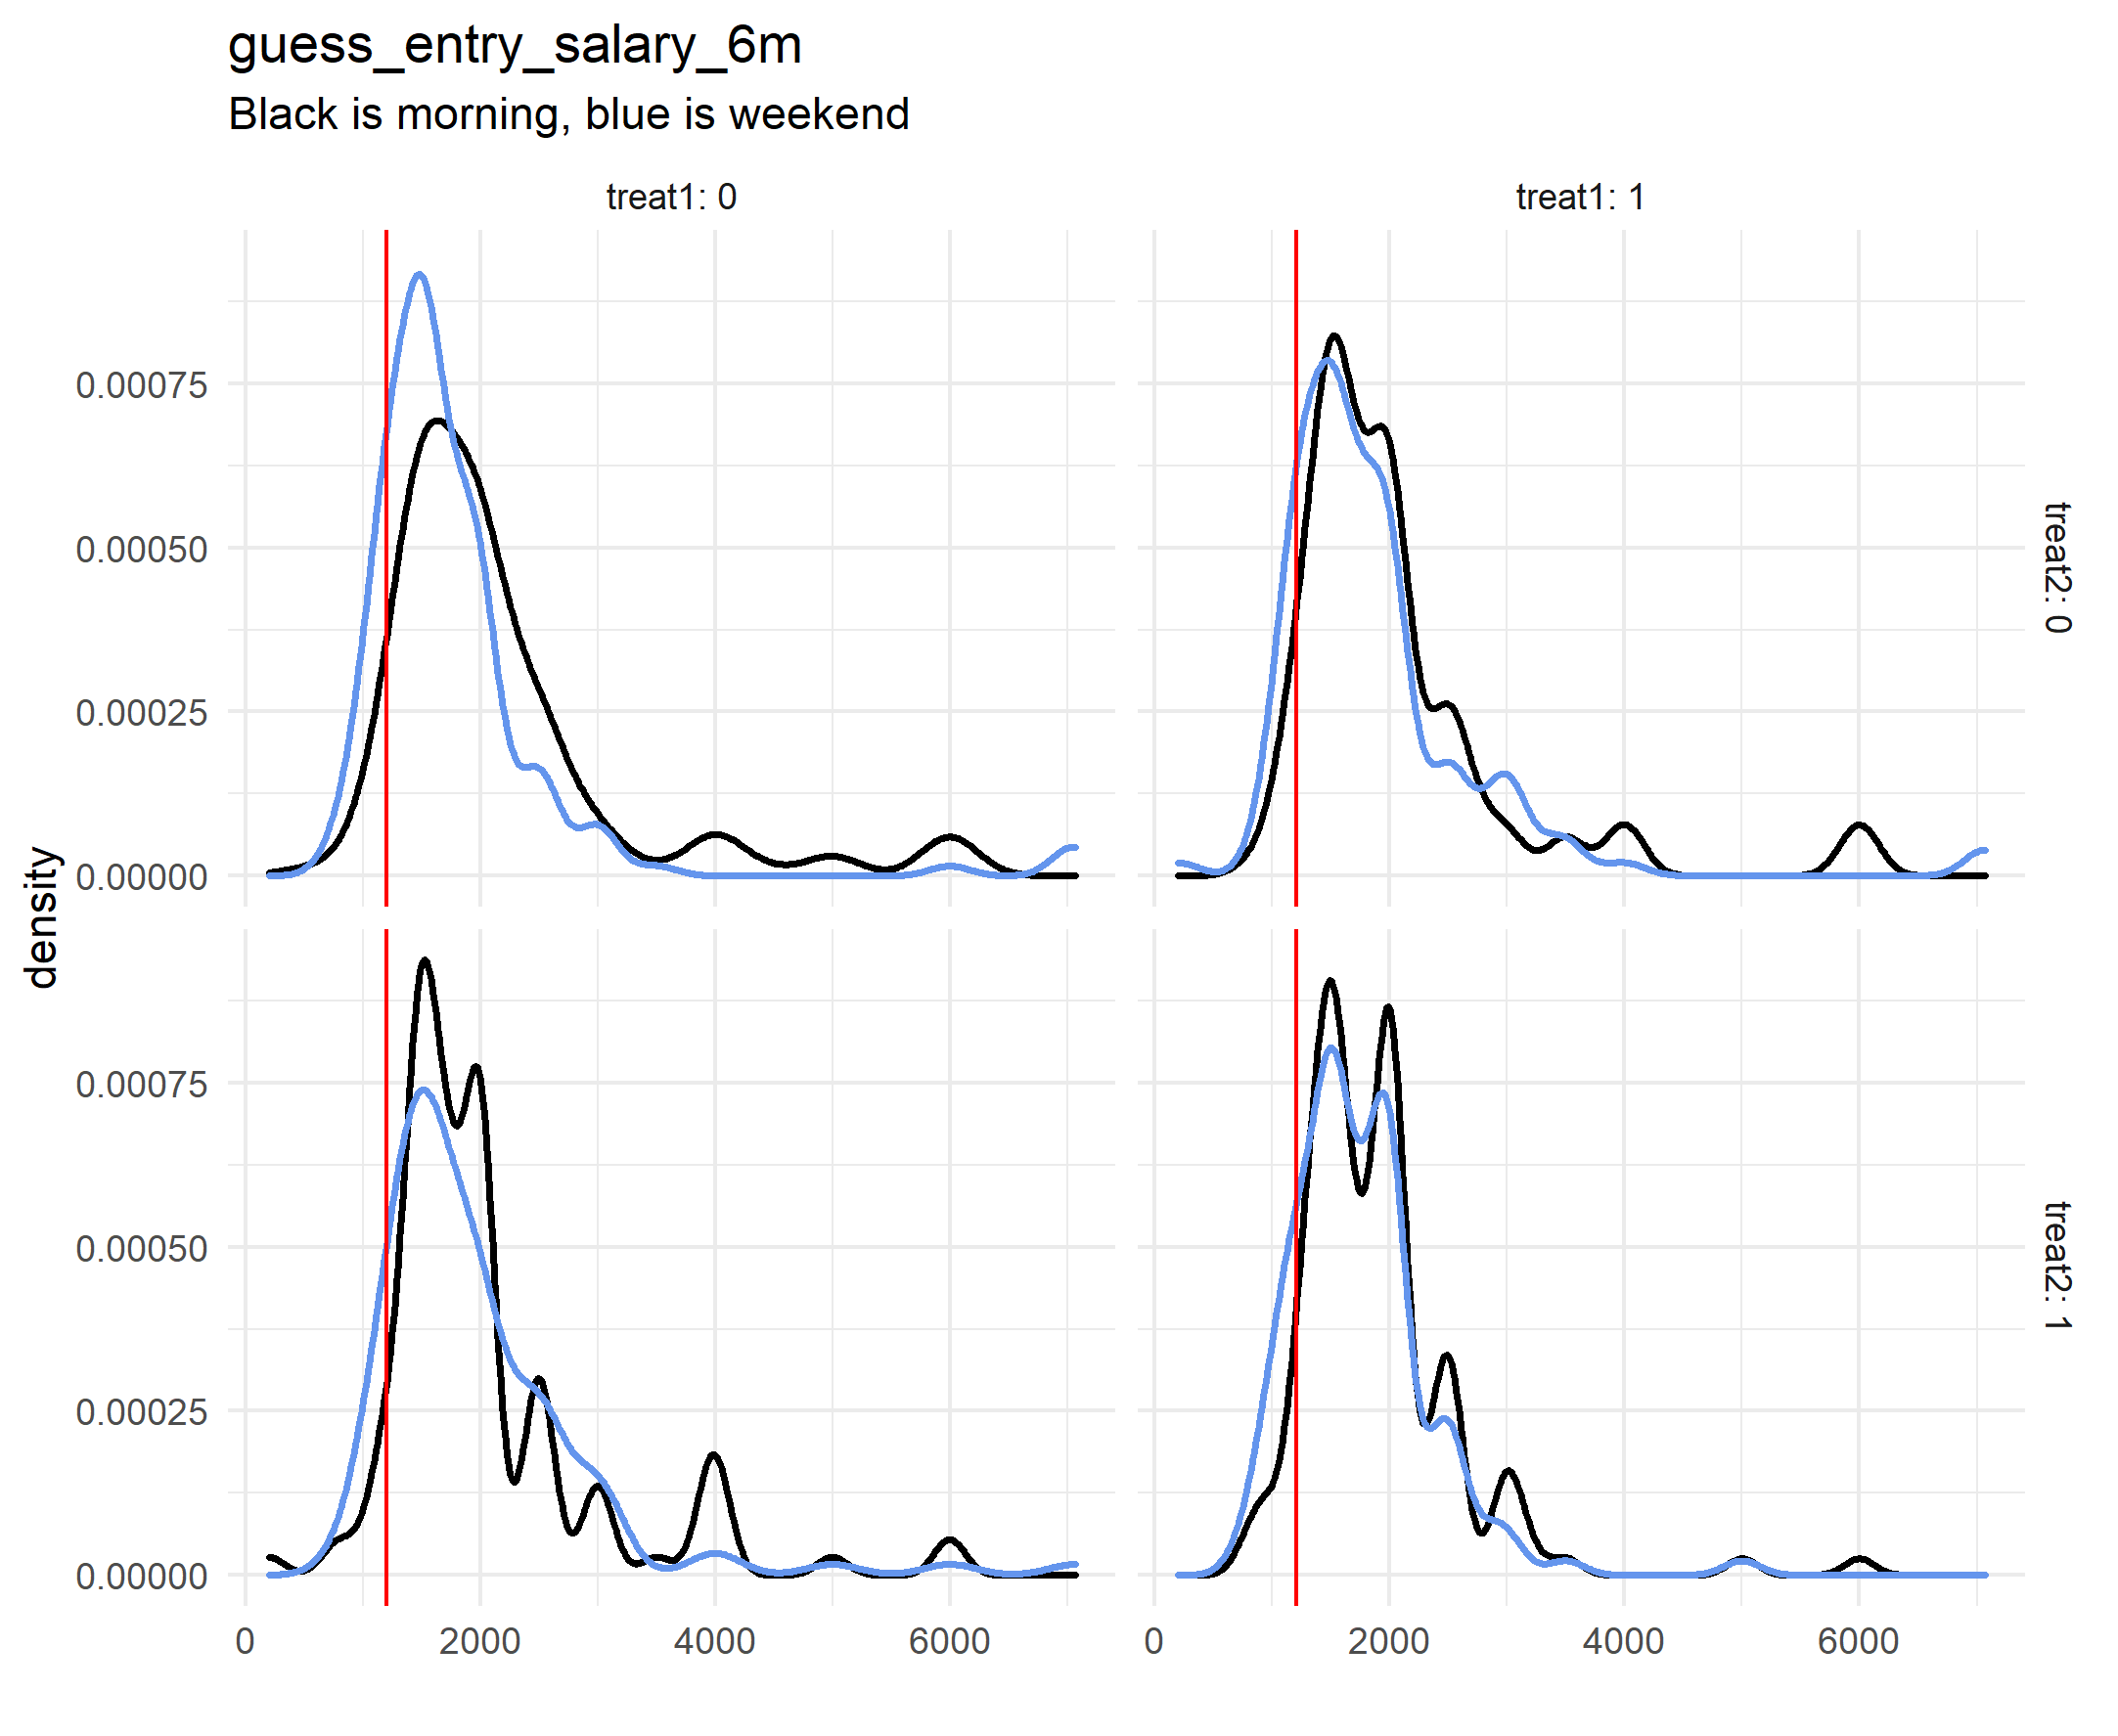 guess_entry_salary_6m
Black is morning, blue is weekend
treat1: 0
treat1: 1
0.00075
0.00050
0.00025
0.00000
treat2: 0
density
0.00075
0.00050
0.00025
0.00000
treat2: 1
0
2000
4000
6000
0
2000
4000
6000